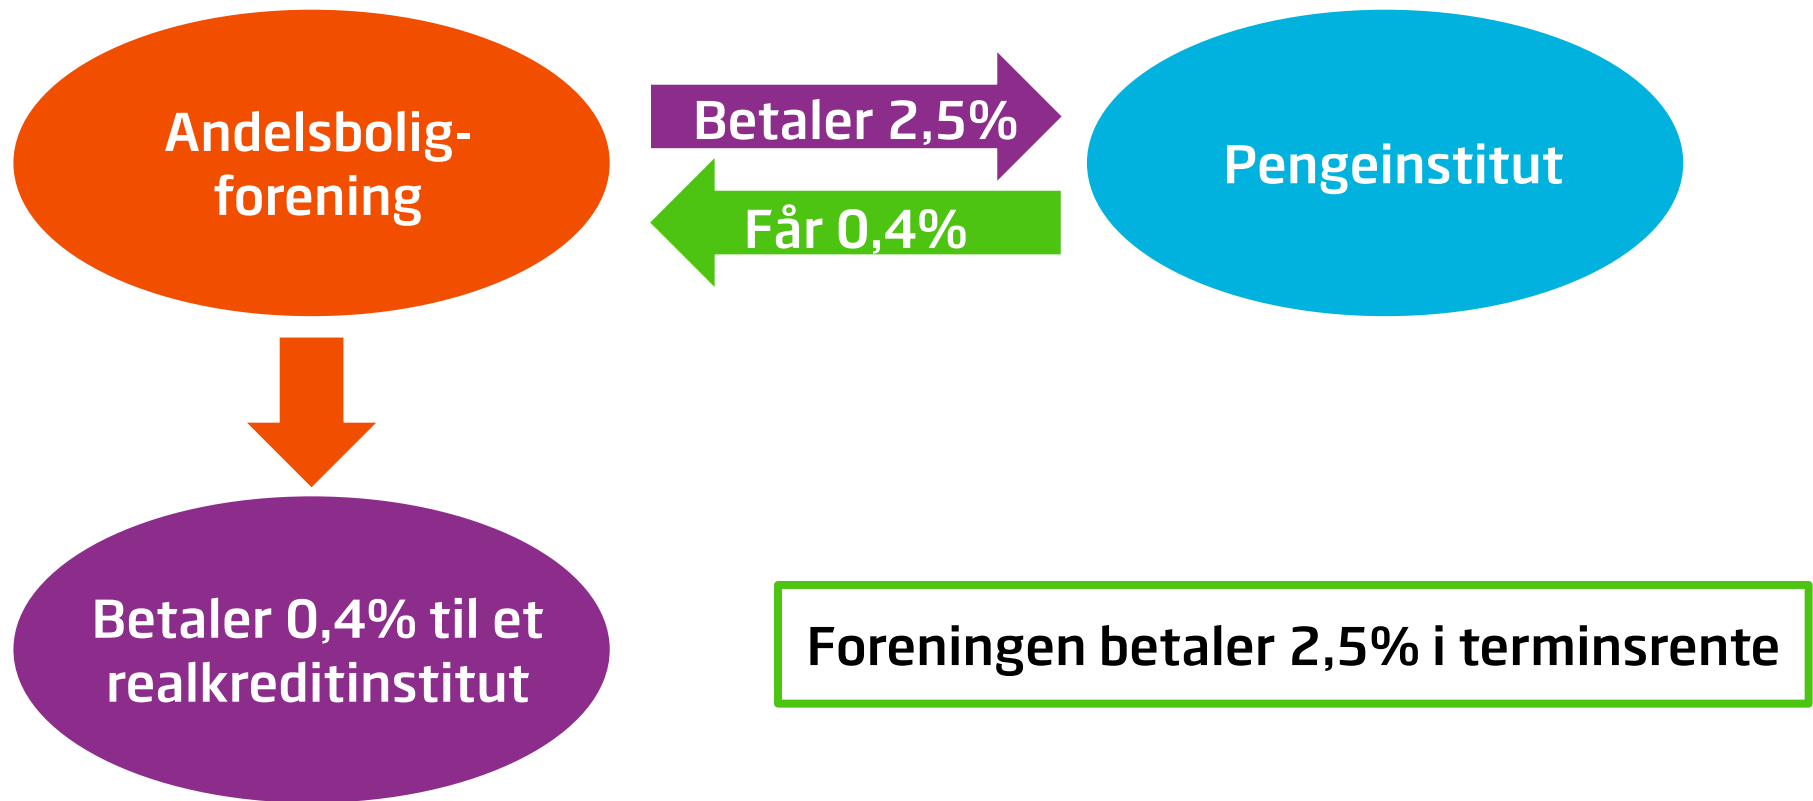 Andelsbolig-
forening
Betaler 2,5%
Får 0,4%
Pengeinstitut
Betaler 0,4% til et
realkreditinstitut
Foreningen betaler 2,5% i terminsrente